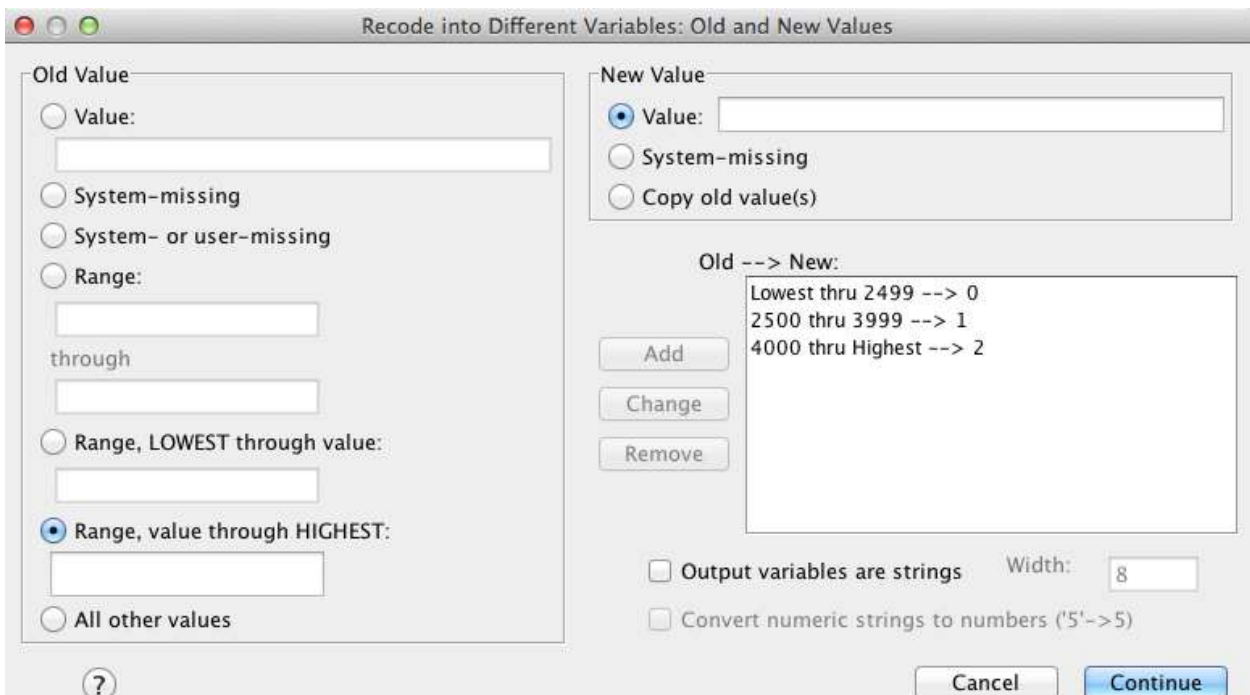 Recode into Different Variables: Old and New Values
Old Value
Value:
System-missing
System- or user-missing
Range:
through
Range, LOWEST through value:
Range, value through HIGHEST:
All other values
New Value
Value:
System-missing
Copy old value(s)
Old --> New:
Lowest thru 2499 --> 0
2500 thru 3999 --> 1
4000 thru Highest --> 2
Add
Change
Remove
Output variables are strings Width: 8
Convert numeric strings to numbers ('5'->5)
?
Cancel Continue